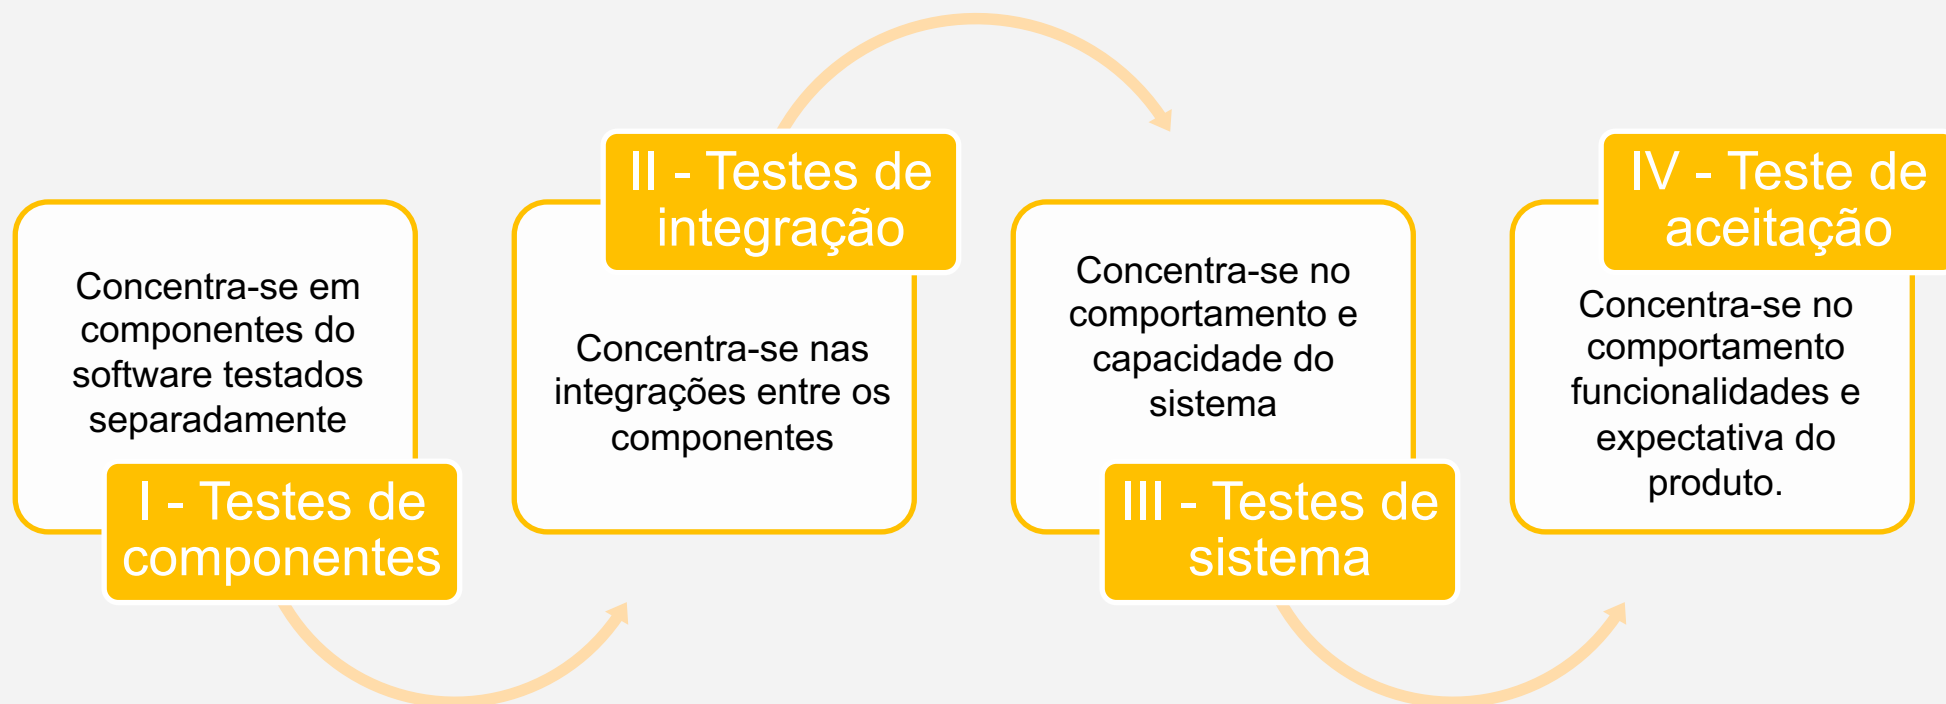 Concentra-se em
componentes do
software testados
separadamente
I - Testes de
componentes
II - Testes de
integração
Concentra-se nas
integrações entre os
componentes
Concentra-se no
comportamento e
capacidade do
sistema
III - Testes de
sistema
IV - Teste de
aceitação
Concentra-se no
comportamento
funcionalidades e
expectativa do
produto.